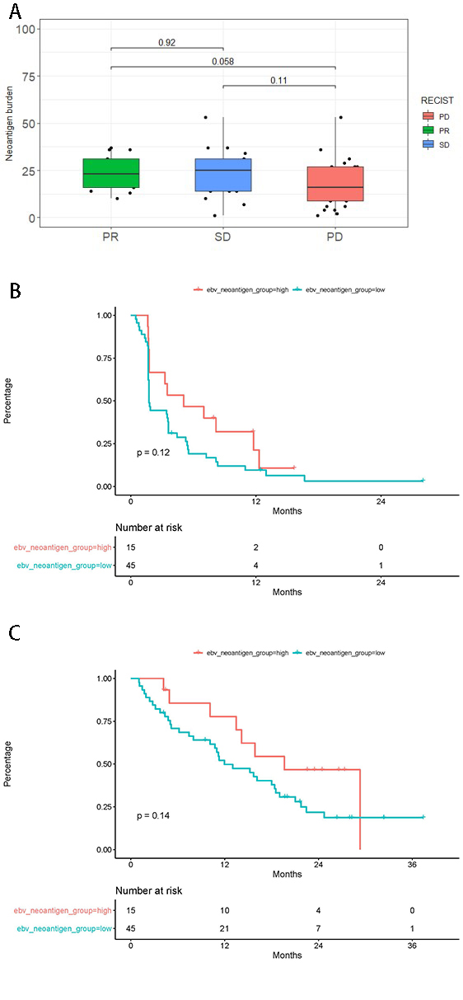 A
100
75
50
25
0
Neoantigen burden
0.92
0.058
0.11
PR
SD
PD
RECIST
PD
PR
SD
B
ebv_neoantigen_group=high
ebv_neoantigen_group=low
1.00
0.75
0.50
0.25
0.00
Percentage
p = 0.12
0 12 24
Months
Number at risk
ebv_neoantigen_group=high 15 2 0
ebv_neoantigen_group=low 45 4 1
0 12 24
Months
C
ebv_neoantigen_group=high
ebv_neoantigen_group=low
1.00
0.75
0.50
0.25
0.00
Percentage
p = 0.14
0 12 24 36
Months
Number at risk
ebv_neoantigen_group=high 15 10 4 0
ebv_neoantigen_group=low 45 21 7 1
0 12 24 36
Months